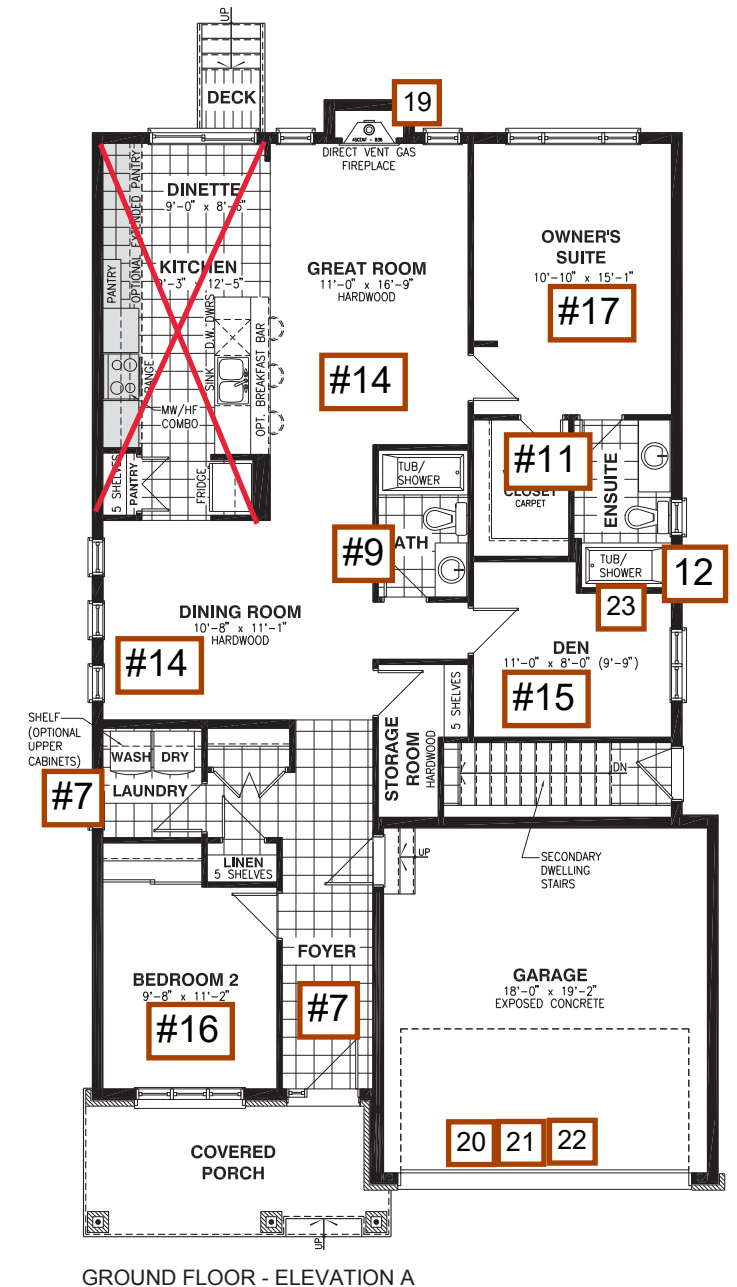 UP
DECK
19
ASCENT - B36
DIRECT VENT GAS
FIREPLACE
DINETTE
9'-0" x 8'-6"
OPTIONAL EXTENDED PANTRY
PANTRY
KITCHEN
9'-3" x 12'-5"
GREAT ROOM
11'-0" x 16'-9"
HARDWOOD
OWNER'S
SUITE
10'-10" x 15'-1"
#17
D.W. DWRS
SINK
OPT. BREAKFAST BAR
RANGE
MW/HF
COMBO
#14
5 SHELVES
PANTRY
FRIDGE
TUB/
SHOWER
#9
#11
CLOSET
CARPET
ENSUITE
TUB/
SHOWER
12
23
DINING ROOM
10'-8" x 11'-1"
HARDWOOD
#14
DEN
11'-0" x 8'-0" (9'-9")
#15
SHELF
(OPTIONAL
UPPER
CABINETS)
WASH
DRY
LAUNDRY
#7
STORAGE
ROOM
HARDWOOD
5 SHELVES
DN
LINEN
5 SHELVES
UP
SECONDARY
DWELLING
STAIRS
FOYER
#7
BEDROOM 2
9'-8" x 11'-2"
#16
GARAGE
18'-0" x 19'-2"
EXPOSED CONCRETE
20
21
22
COVERED
PORCH
UP
GROUND FLOOR - ELEVATION A